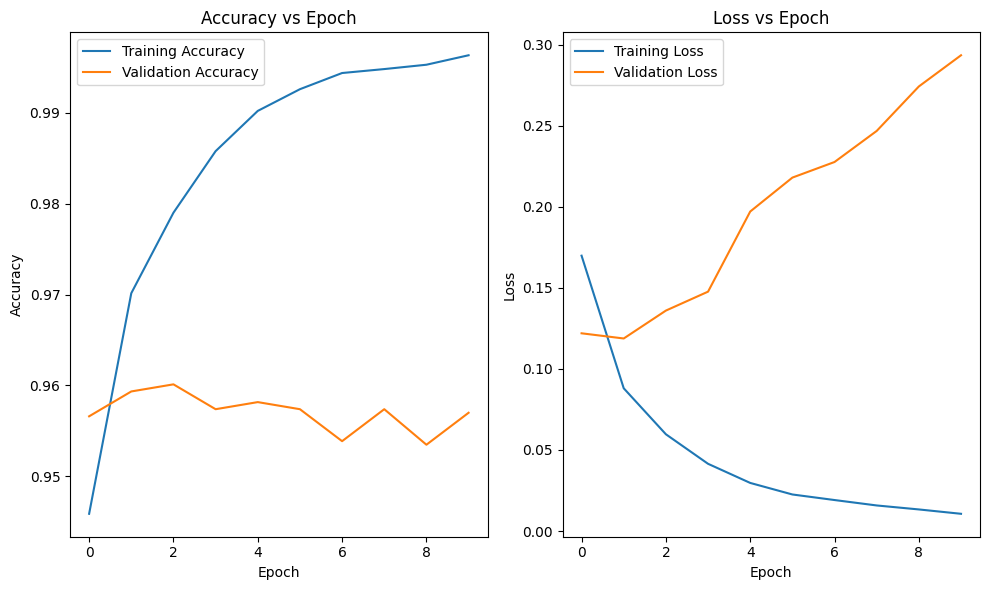 Accuracy vs Epoch
Training Accuracy
Validation Accuracy
0.99
0.98
0.97
0.96
0.95
Accuracy
0
2
4
6
8
Epoch
Loss vs Epoch
Training Loss
Validation Loss
0.30
0.25
0.20
0.15
0.10
0.05
0.00
Loss
0
2
4
6
8
Epoch